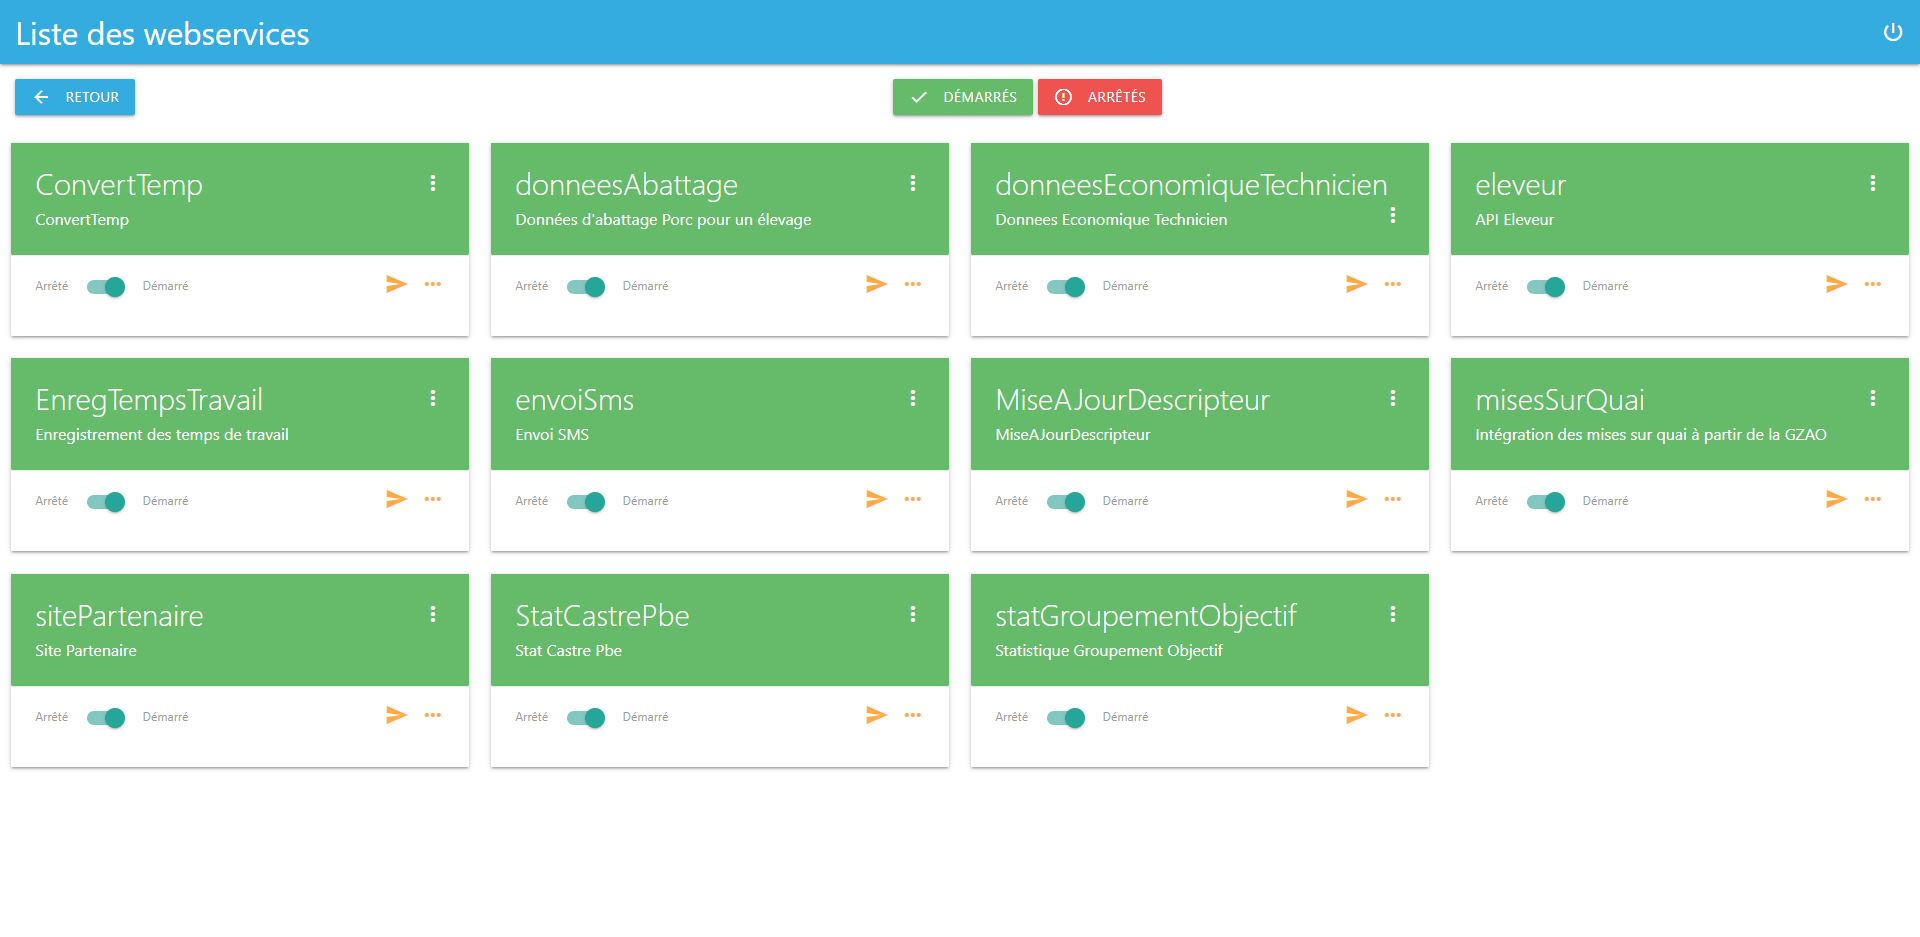 Liste des webservices
RETOUR
DÉMARRÉS
ARRÊTÉS
ConvertTemp
ConvertTemp
Arrêté
Démarré
donneesAbattage
Données d'abattage Porc pour un élevage
Arrêté
Démarré
donneesEconomiqueTechnicien
Donnees Economique Technicien
Arrêté
Démarré
eleveur
API Eleveur
Arrêté
Démarré
EnregTempsTravail
Enregistrement des temps de travail
Arrêté
Démarré
envoiSms
Envoi SMS
Arrêté
Démarré
MiseAJourDescripteur
MiseAJourDescripteur
Arrêté
Démarré
misesSurQuai
Intégration des mises sur quai à partir de la GZAO
Arrêté
Démarré
sitePartenaire
Site Partenaire
Arrêté
Démarré
StatCastrePbe
Stat Castre Pbe
Arrêté
Démarré
statGroupementObjectif
Statistique Groupement Objectif
Arrêté
Démarré